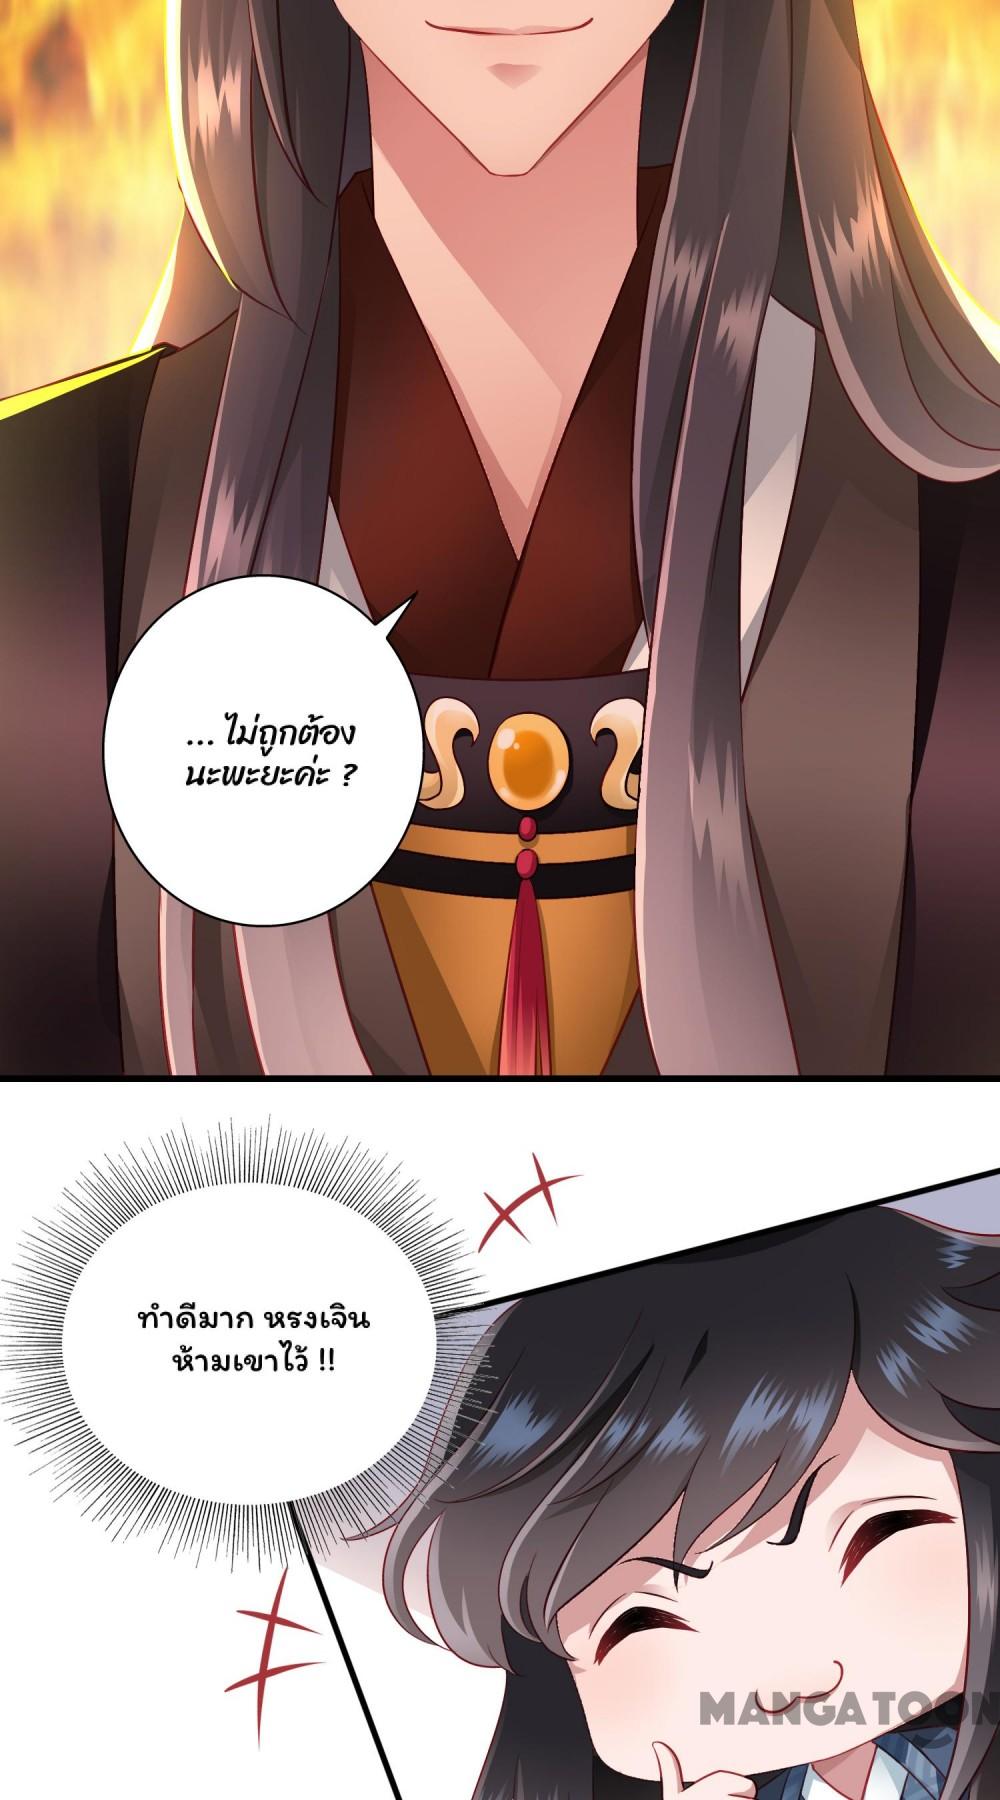 ... ไม่ถูกต้อง
นะพะยะค่ะ ?
ทำดีมาก หรงเจิน
ห้ามเขาไว้ !!
MANGATOON